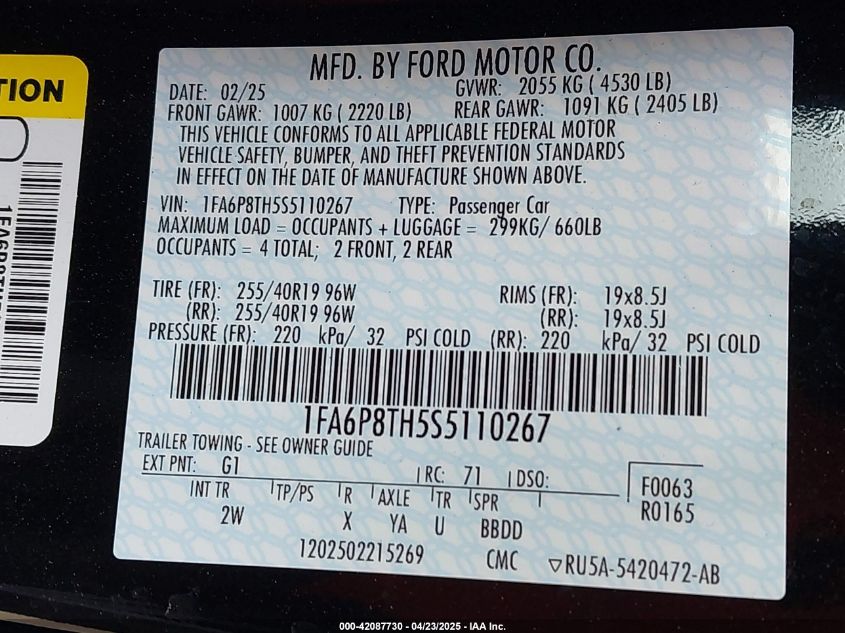 TION
1FA6P8TH5S
MFD. BY FORD MOTOR CO.
DATE: 02/25 GVWR: 2055 KG ( 4530 LB)
FRONT GAWR: 1007 KG ( 2220 LB) REAR GAWR: 1091 KG ( 2405 LB)
THIS VEHICLE CONFORMS TO ALL APPLICABLE FEDERAL MOTOR
VEHICLE SAFETY, BUMPER, AND THEFT PREVENTION STANDARDS
IN EFFECT ON THE DATE OF MANUFACTURE SHOWN ABOVE.
VIN: 1FA6P8TH5S5110267 TYPE: Passenger Car
MAXIMUM LOAD = OCCUPANTS + LUGGAGE = 299KG/ 660LB
OCCUPANTS = 4 TOTAL; 2 FRONT, 2 REAR
TIRE (FR): 255/40R19 96W RIMS (FR): 19x8.5J
(RR): 255/40R19 96W (RR): 19x8.5J
PRESSURE (FR): 220 kPa/ 32 PSI COLD (RR): 220 kPa/ 32 PSI COLD
1FA6P8TH5S5110267
TRAILER TOWING - SEE OWNER GUIDE
EXT PNT: G1 RC: 71 DSO: F0063
INT TR TP/PS R AXLE TR SPR R0165
2W X YA U BBDD
1202502215269 CMC ▽RU5A-5420472-AB
000-42087730 - 04/23/2025 - IAA Inc.